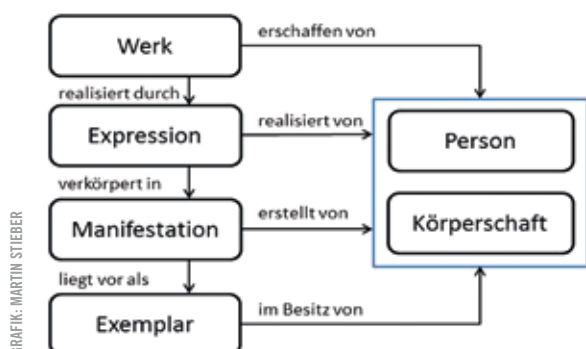 Werk
erschaffen von
realisiert durch
Expression
realisiert von
Person
verkörpert in
Manifestation
erstellt von
Körperschaft
liegt vor als
Exemplar
im Besitz von
GRAFIK: MARTIN STIEBER